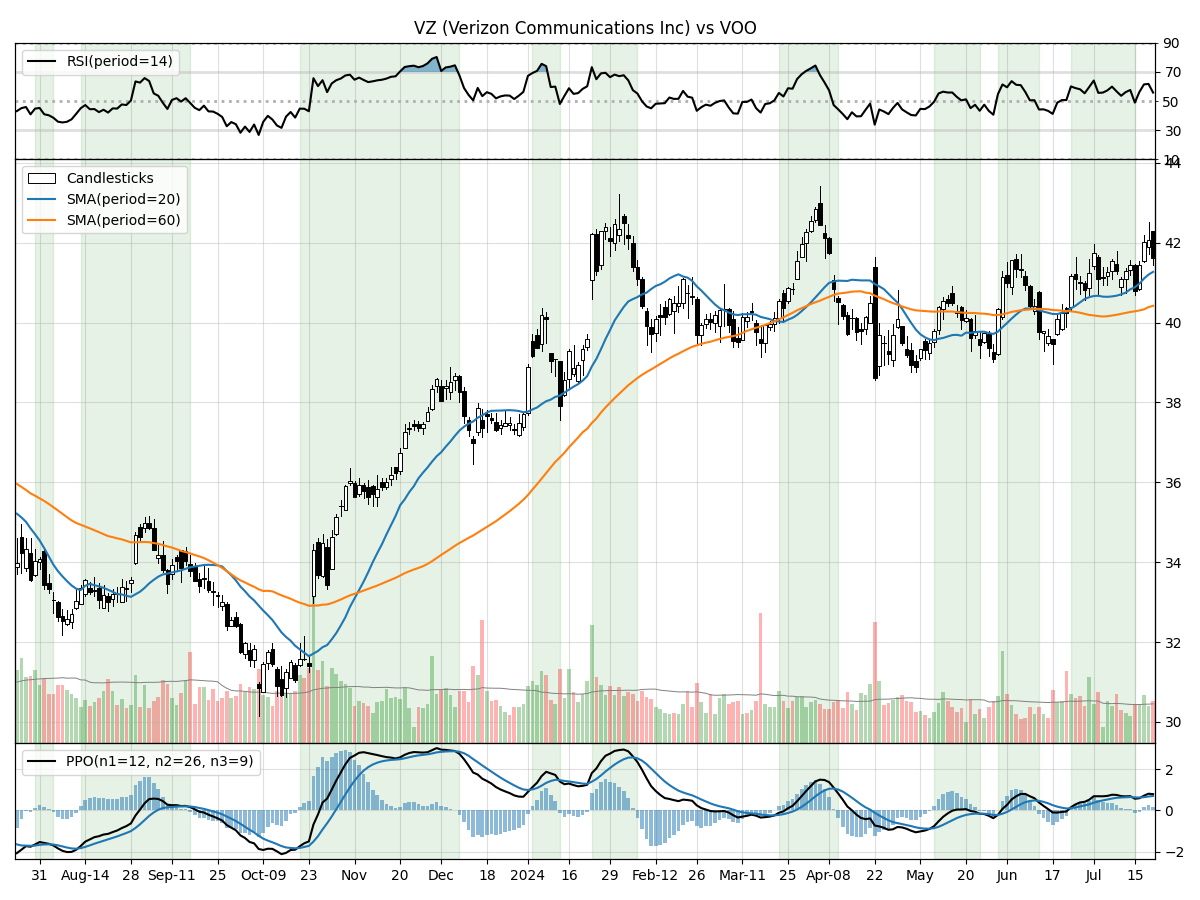 VZ (Verizon Communications Inc) vs VOO
RSI(period=14)
90
70
50
30
10
Candlesticks
SMA(period=20)
SMA(period=60)
44
42
40
38
36
34
32
30
PPO(n1=12, n2=26, n3=9)
2
0
−2
31 Aug-14 28 Sep-11 25 Oct-09 23 Nov 20 Dec 18 2024 16 29 Feb-12 26 Mar-11 25 Apr-08 22 May 20 Jun 17 Jul 15